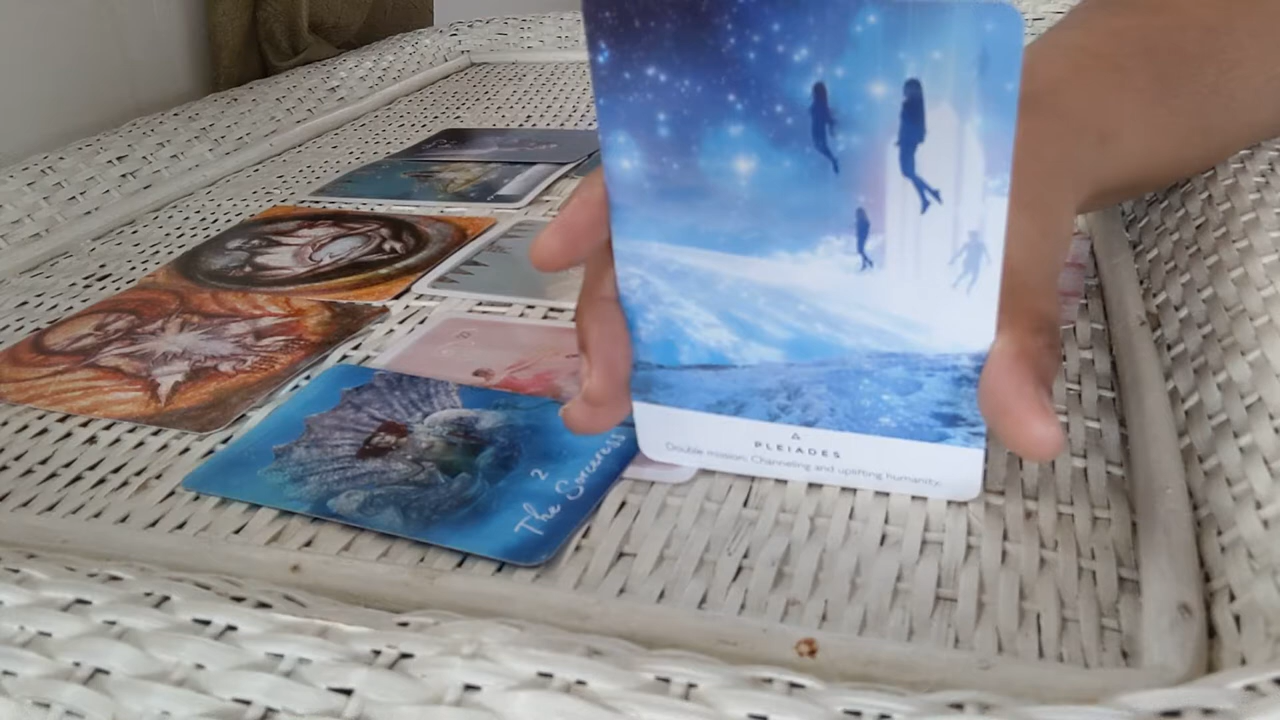 PLEIADES
Double mission. Channeling and uplifting humanity.
2
The Sorceress